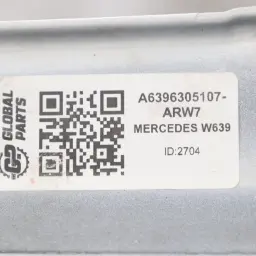 GLOBAL
PARTS
A6396305107-
ARW7
MERCEDES W639
ID:2704